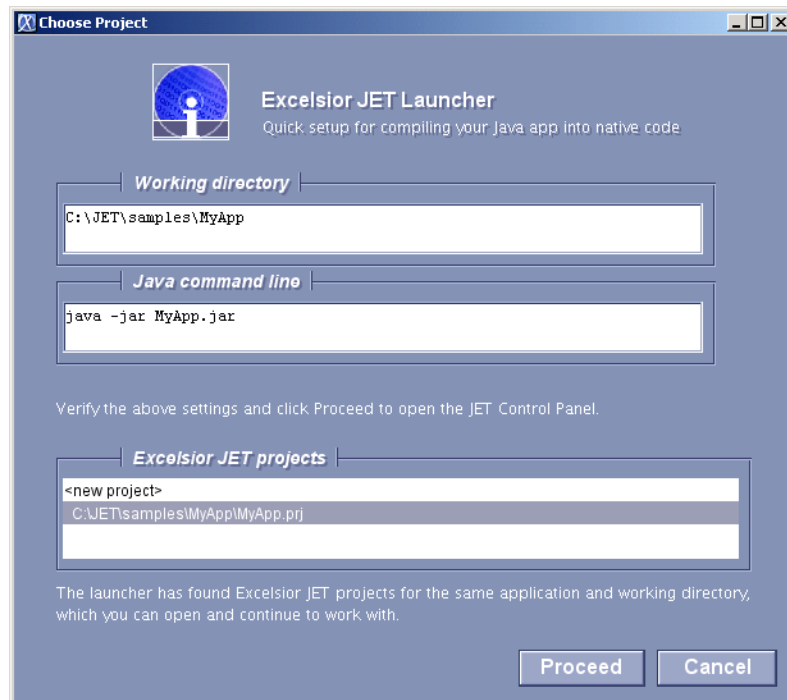 Choose Project
Excelsior JET Launcher
Quick setup for compiling your Java app into native code
Working directory
C:\JET\samples\MyApp
Java command line
java -jar MyApp.jar
Verify the above settings and click Proceed to open the JET Control Panel.
Excelsior JET projects
<new project>
C:\JET\samples\MyApp\MyApp.prj
The launcher has found Excelsior JET projects for the same application and working directory,
which you can open and continue to work with.
Proceed Cancel